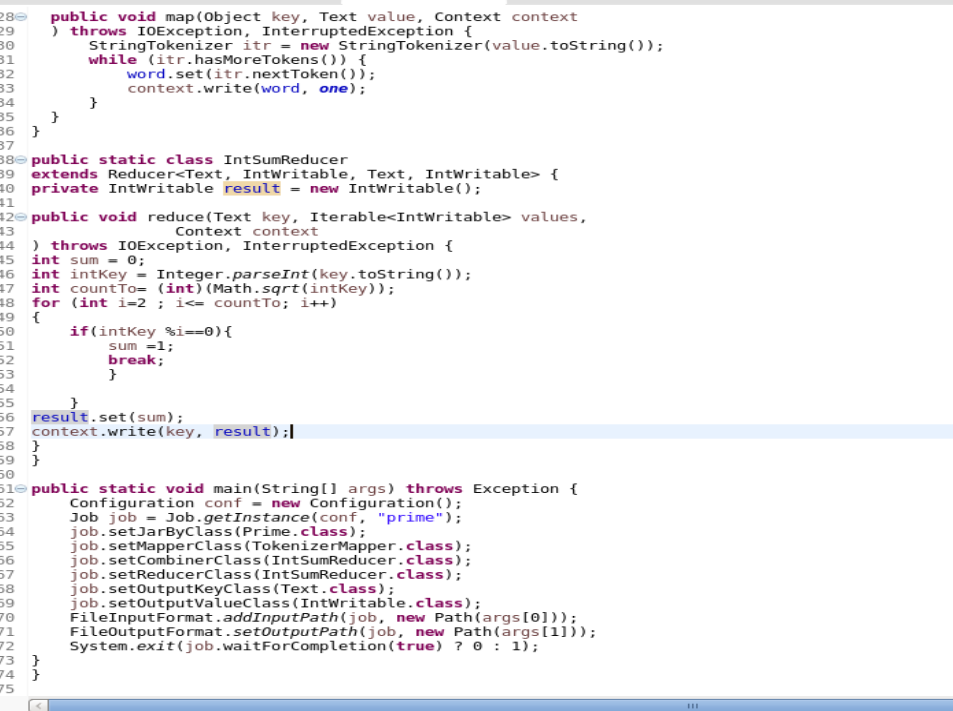 28 public void map(Object key, Text value, Context context
29 ) throws IOException, InterruptedException {
30 StringTokenizer itr = new StringTokenizer(value.toString());
31 while (itr.hasMoreTokens()) {
32 word.set(itr.nextToken());
33 context.write(word, one);
34 }
35 }
36 }
37
38 public static class IntSumReducer
39 extends Reducer<Text, IntWritable, Text, IntWritable> {
40 private IntWritable result = new IntWritable();
41
42 public void reduce(Text key, Iterable<IntWritable> values,
43 Context context
44 ) throws IOException, InterruptedException {
45 int sum = 0;
46 int intKey = Integer.parseInt(key.toString());
47 int countTo= (int)(Math.sqrt(intKey));
48 for (int i=2 ; i<= countTo; i++)
49 {
50 if(intKey %i==0){
51 sum =1;
52 break;
53 }
54
55 }
56 result.set(sum);
57 context.write(key, result);
58 }
59 }
60
61 public static void main(String[] args) throws Exception {
62 Configuration conf = new Configuration();
63 Job job = Job.getInstance(conf, "prime");
64 job.setJarByClass(Prime.class);
65 job.setMapperClass(TokenizerMapper.class);
66 job.setCombinerClass(IntSumReducer.class);
67 job.setReducerClass(IntSumReducer.class);
68 job.setOutputKeyClass(Text.class);
69 job.setOutputValueClass(IntWritable.class);
70 FileInputFormat.addInputPath(job, new Path(args[0]));
71 FileOutputFormat.setOutputPath(job, new Path(args[1]));
72 System.exit(job.waitForCompletion(true) ? 0 : 1);
73 }
74 }
75